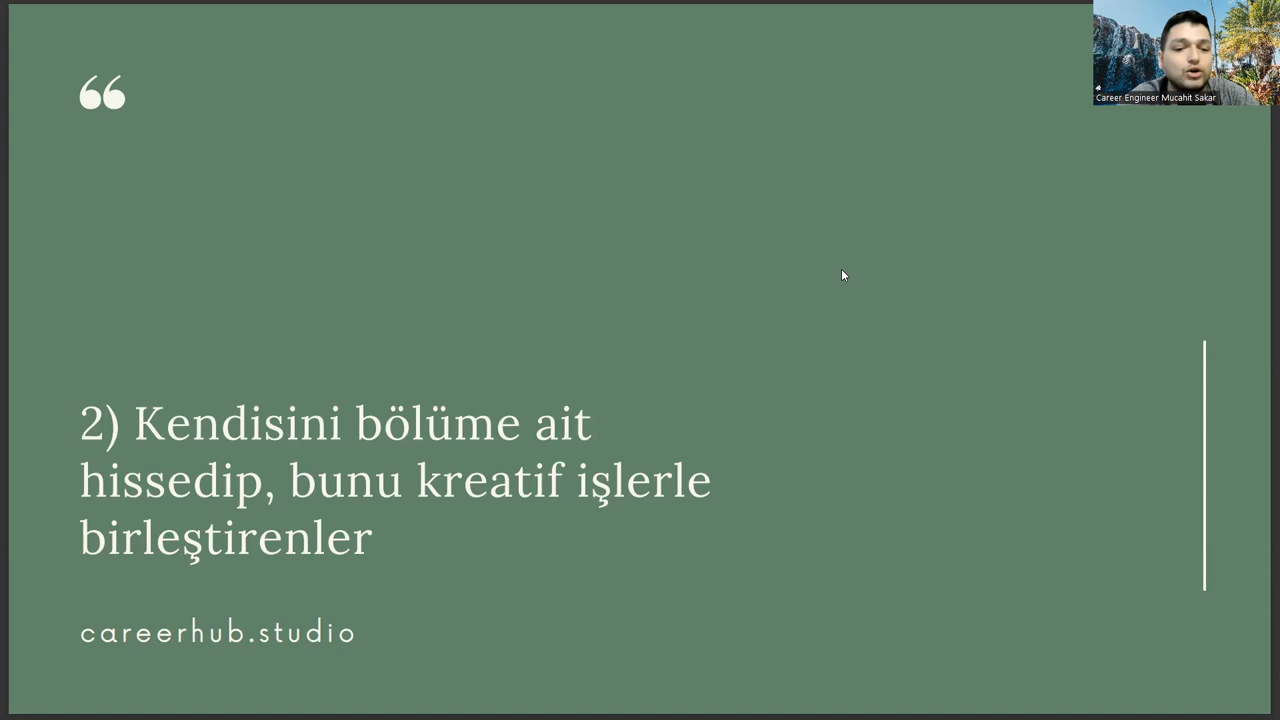 Career Engineer Mucahit Sakar
2) Kendisini bölüme ait
hissedip, bunu kreatif işlerle
birleştirenler
careerhub.studio